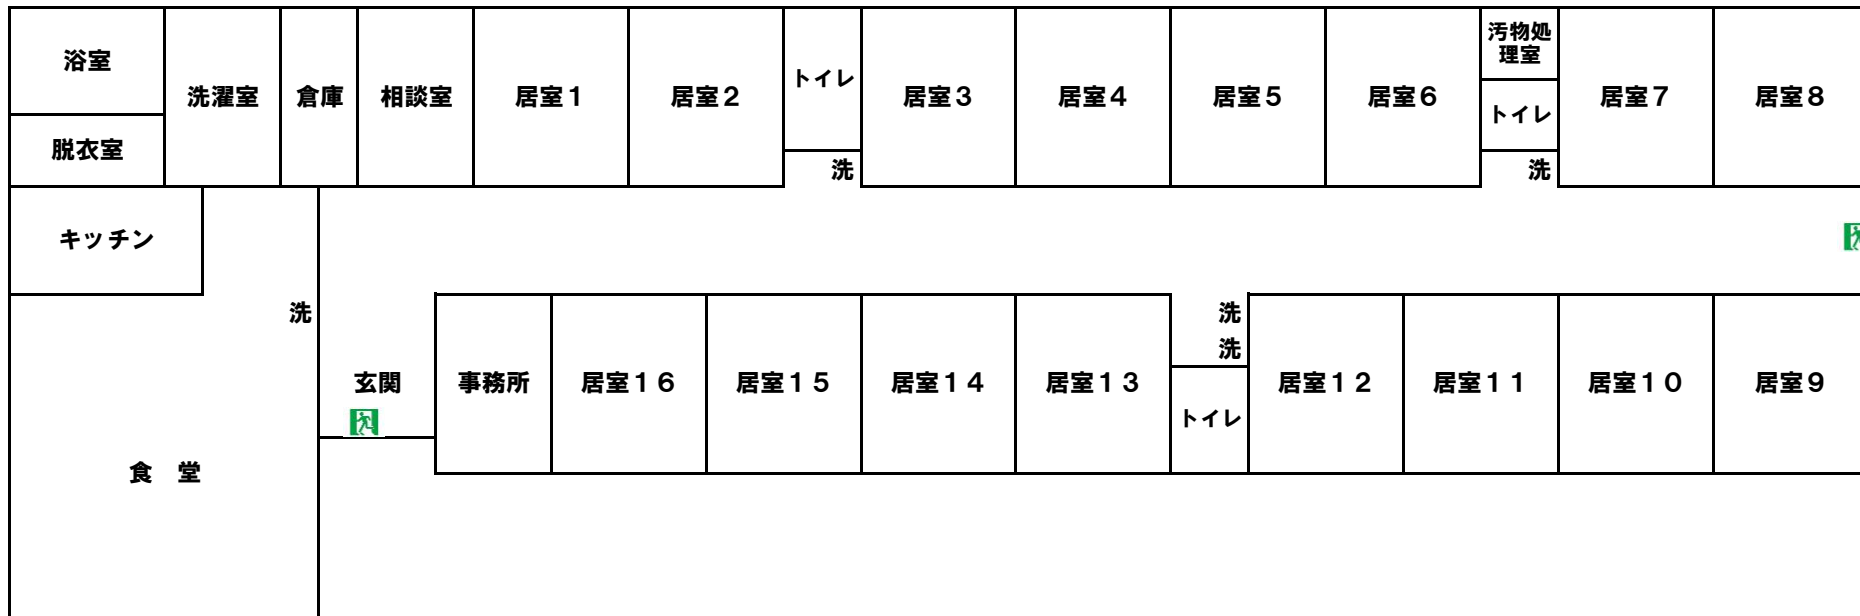 浴室
脱衣室
洗濯室
倉庫
相談室
居室1
居室2
トイレ
洗
居室3
居室4
居室5
居室6
汚物処
理室
トイレ
洗
居室7
居室8
キッチン
洗
玄関
事務所
居室16
居室15
居室14
居室13
洗
洗
トイレ
居室12
居室11
居室10
居室9
食 堂